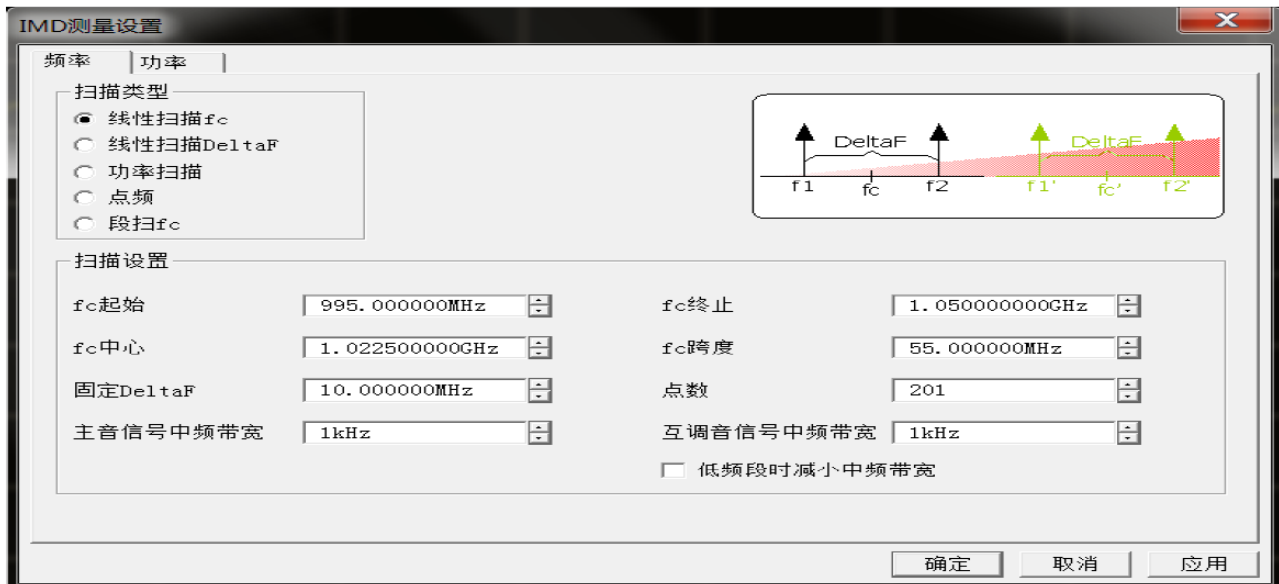 IMD测量设置
频率 功率
扫描类型
线性扫描fc
线性扫描DeltaF
功率扫描
点频
段扫fc
DeltaF DeltaF
f1 fc f2 f1' fc' f2'
扫描设置
fc起始 995.000000MHz fc终止 1.050000000GHz
fc中心 1.022500000GHz fc跨度 55.000000MHz
固定DeltaF 10.000000MHz 点数 201
主音信号中频带宽 1kHz 互调音信号中频带宽 1kHz
低频段时减小中频带宽
确定 取消 应用